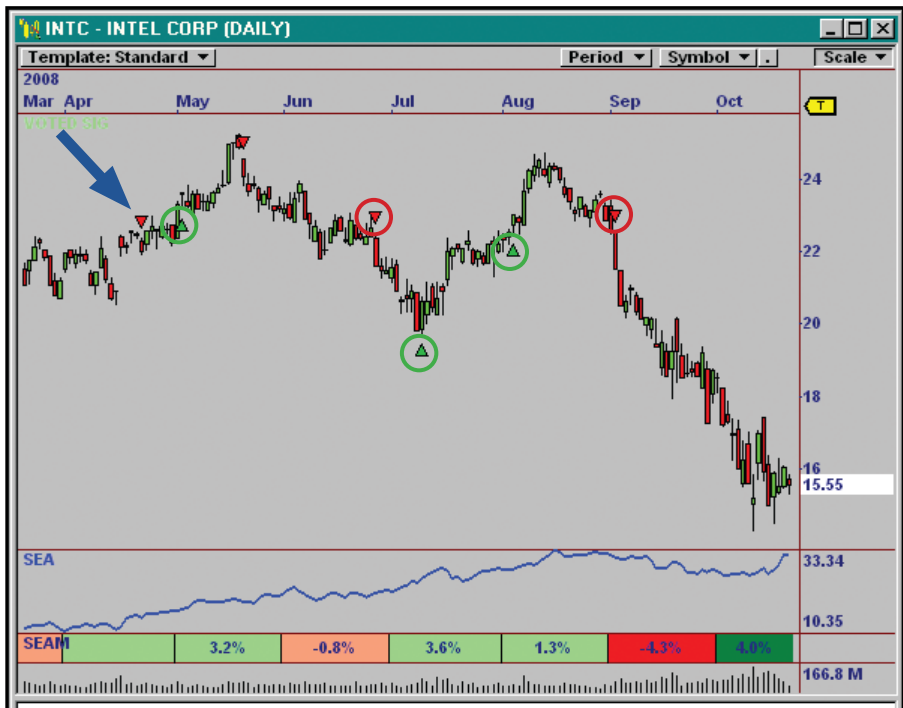 INTC - INTEL CORP (DAILY)
Template: Standard Period Symbol . Scale
2008
Mar Apr May Jun Jul Aug Sep Oct
T
24
22
20
18
16
15.55
SEA
33.34
10.35
SEAM 3.2% -0.8% 3.6% 1.3% -4.3% 4.0%
166.8 M